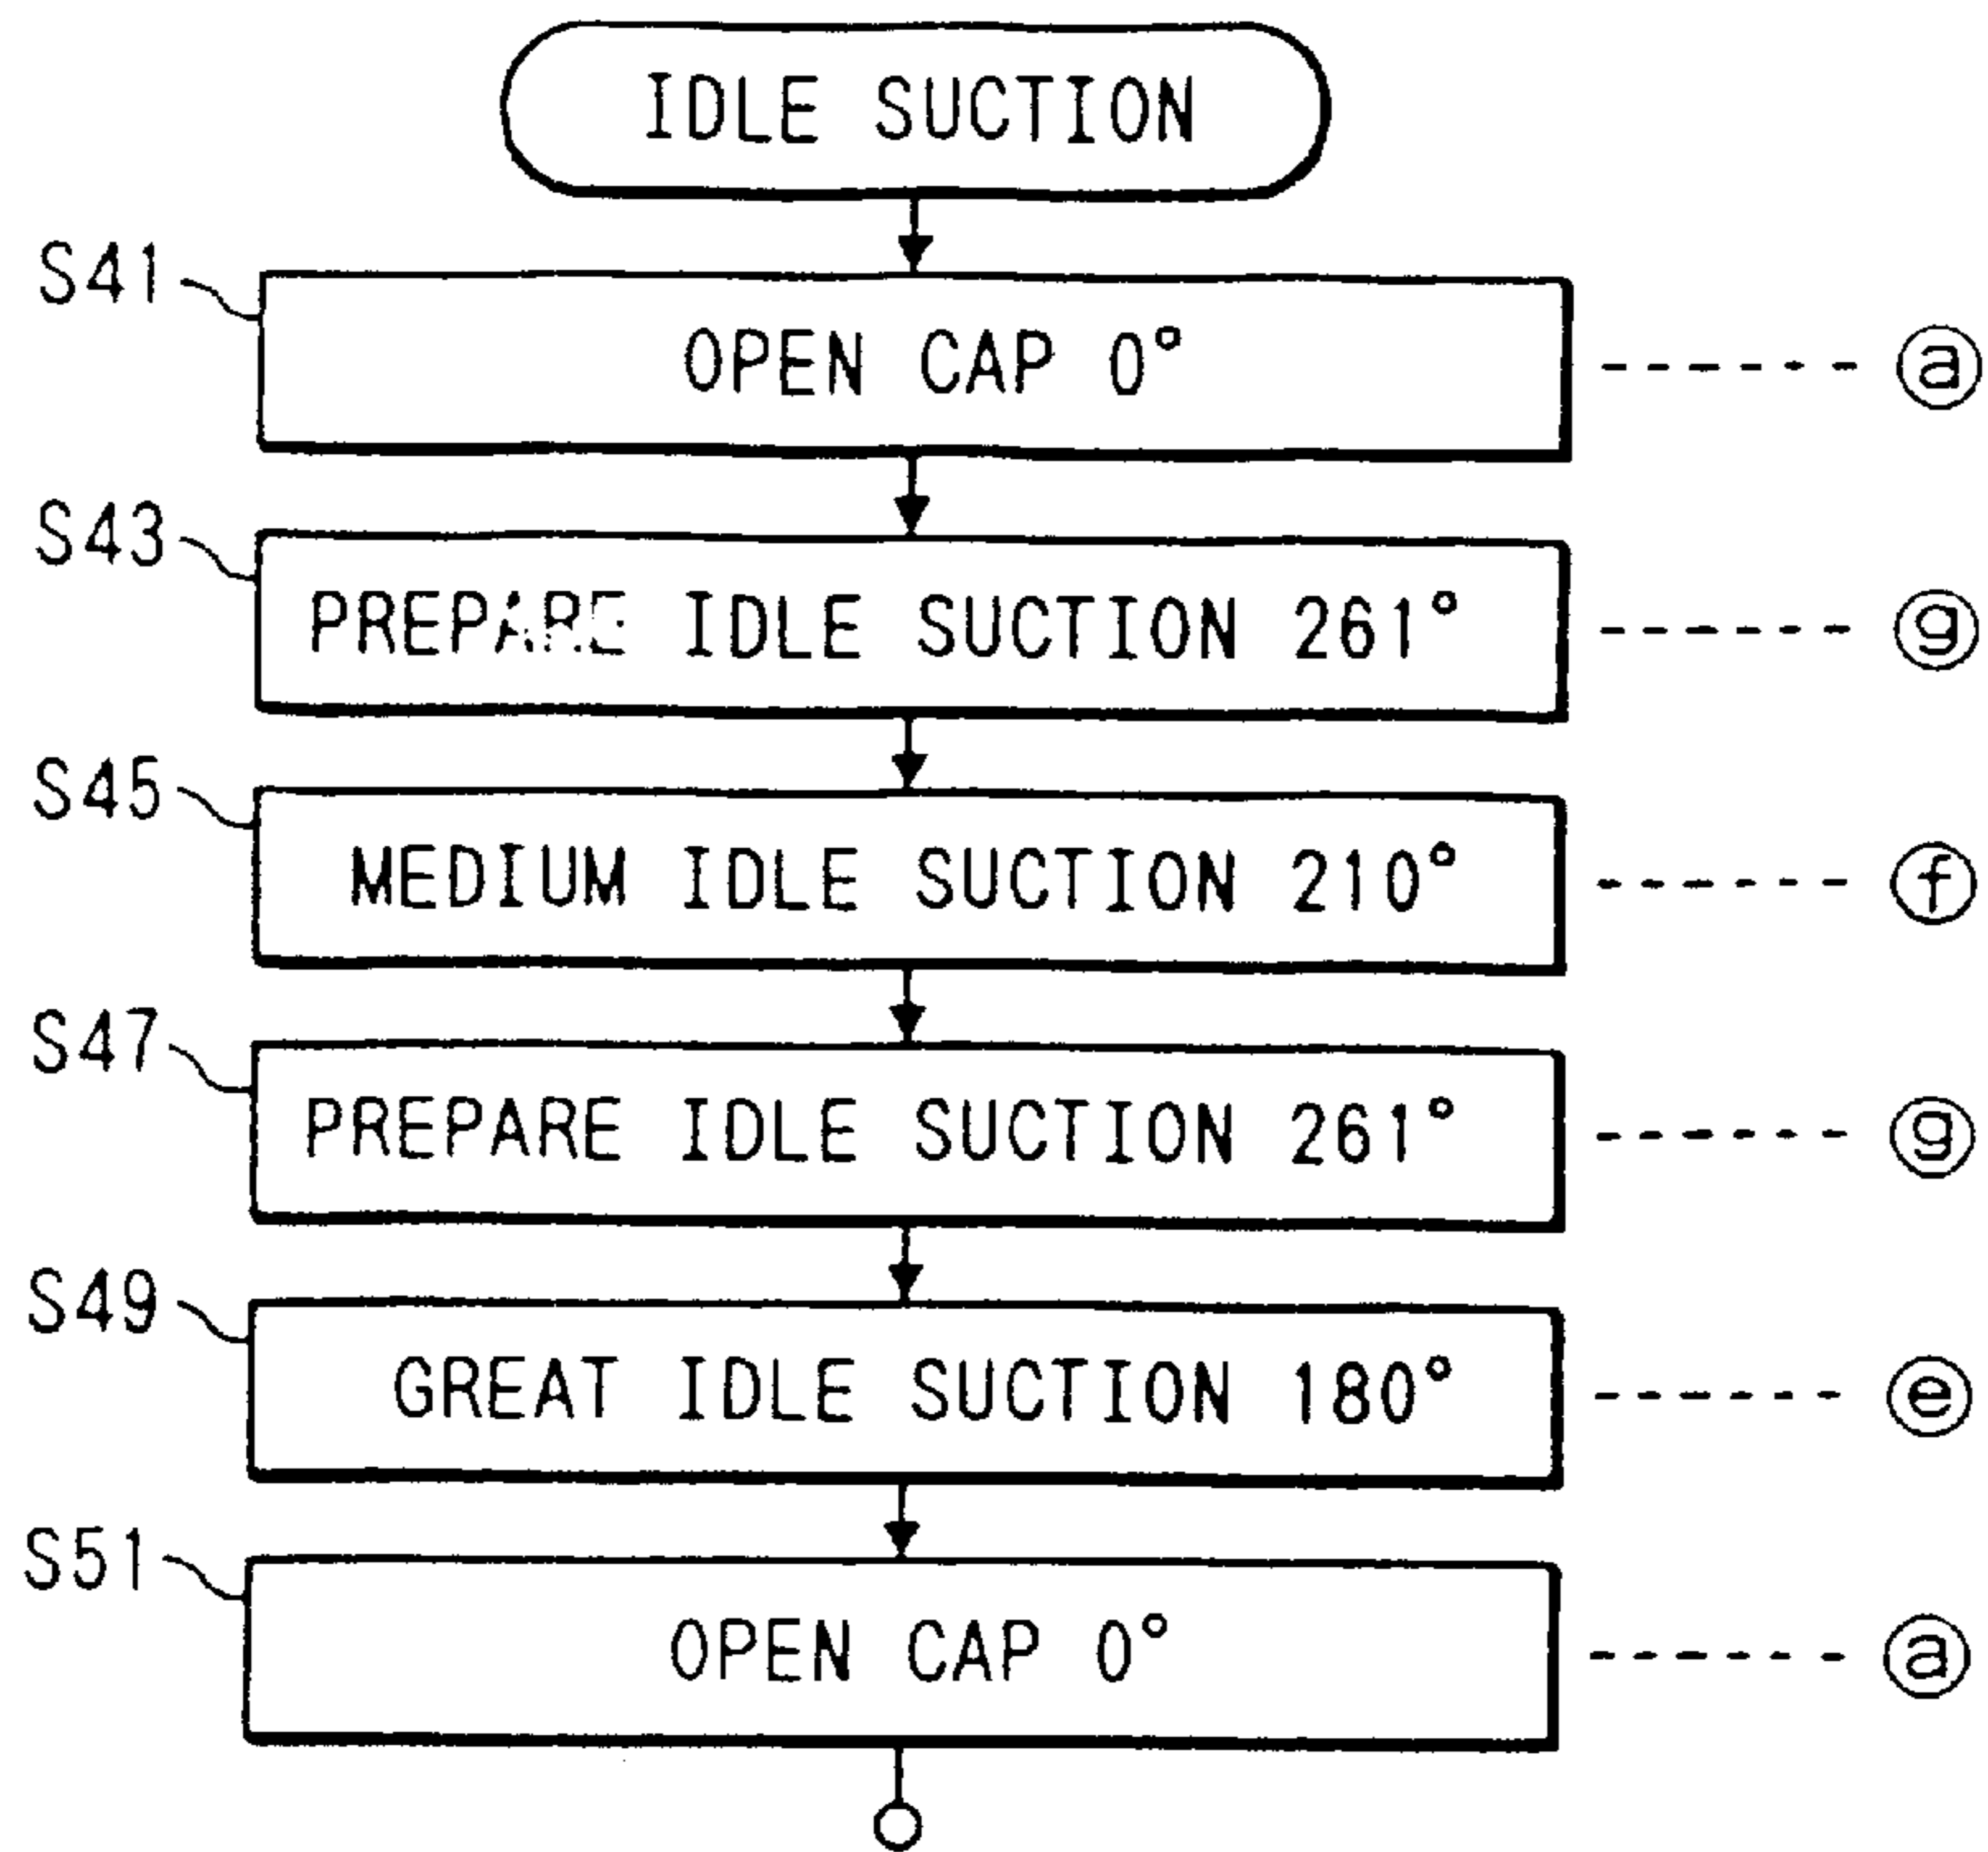 IDLE SUCTION
S41
OPEN CAP 0°
ⓐ
S43
PREPARE IDLE SUCTION 261°
ⓖ
S45
MEDIUM IDLE SUCTION 210°
ⓕ
S47
PREPARE IDLE SUCTION 261°
ⓖ
S49
GREAT IDLE SUCTION 180°
ⓔ
S51
OPEN CAP 0°
ⓐ